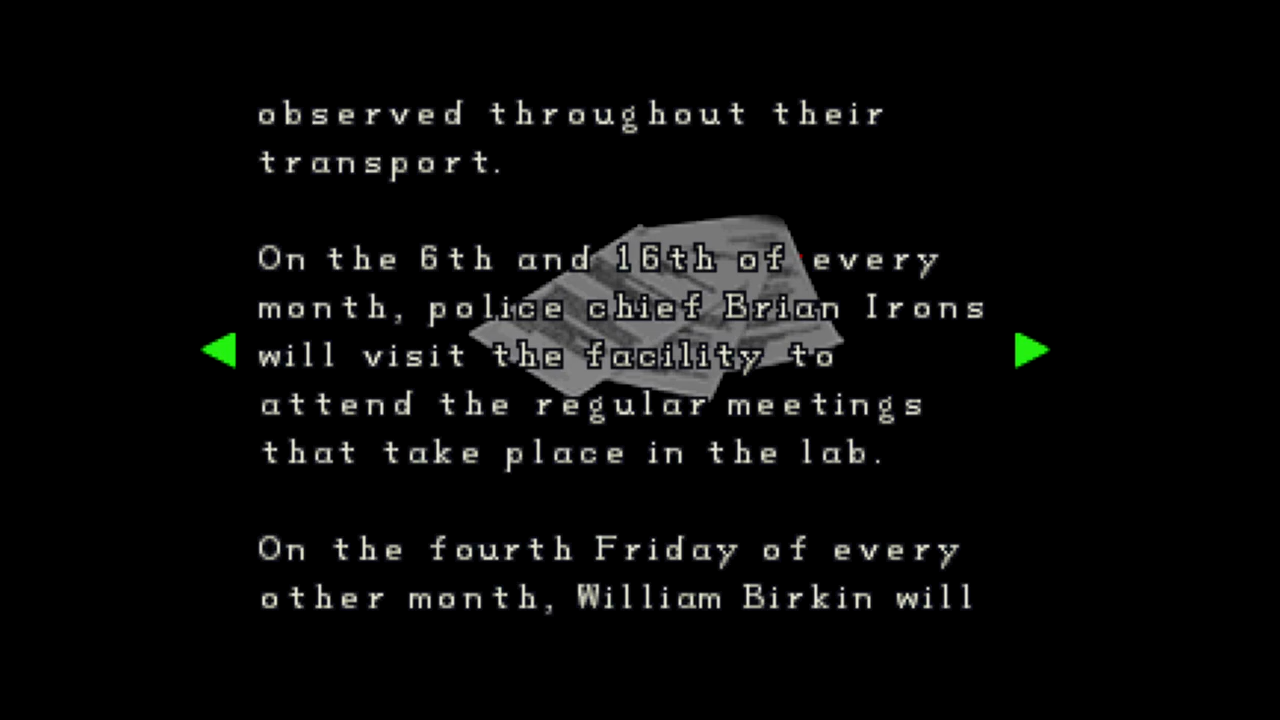 observed throughout their
transport.
On the 6th and 16th of every
month, police chief Brian Irons
will visit the facility to
attend the regular meetings
that take place in the lab.
On the fourth Friday of every
other month, William Birkin will